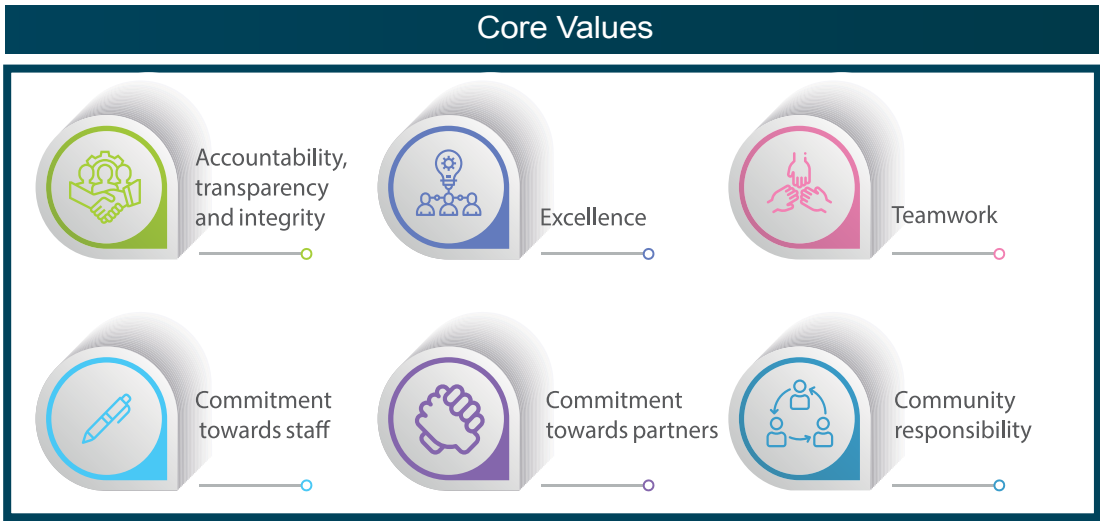 Core Values
Accountability,
transparency
and integrity
Excellence
Teamwork
Commitment
towards staff
Commitment
towards partners
Community
responsibility